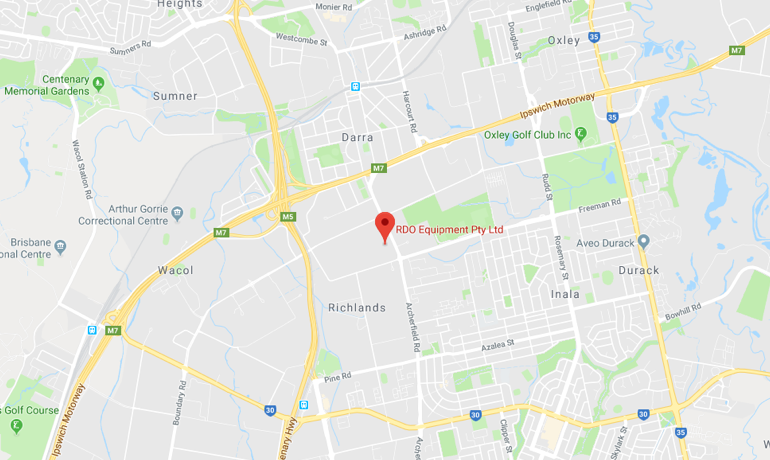 Heights
Monier Rd
Englefield Rd
Westcombe St
Ashridge Rd
Douglas St
Oxley
35
Sumners Rd
M7
Centenary
Memorial Gardens
Sumner
Harcourt Rd
Ipswich Motorway
35
Darra
Oxley Golf Club Inc
Wacol Station Rd
M7
Rudd St
Arthur Gorrie
Correctional Centre
M5
Freeman Rd
RDO Equipment Pty Ltd
M7
Brisbane
onal Centre
Aveo Durack
Rosemary St
Wacol
Durack
Inala
Richlands
Archerfield Rd
Bowhill Rd
M7
Azalea St
Pine Rd
Boundary Rd
Ipswich Motorway
s Golf Course
30
30
30
enary Hwy
Archer
Clipper St
Skylark St
35
W